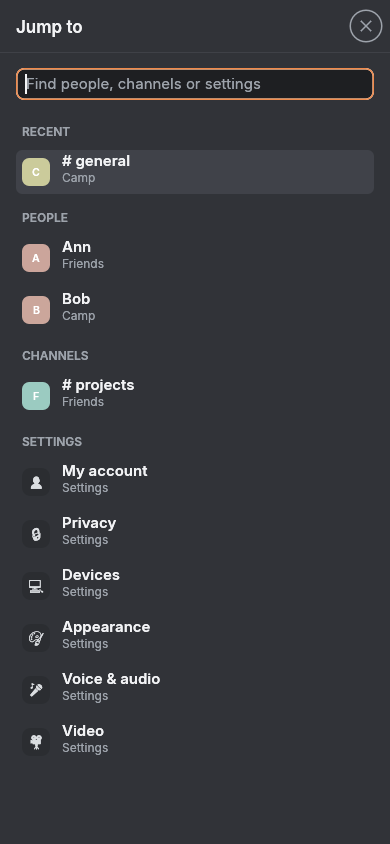 Jump to
Find people, channels or settings
RECENT
C
# general
Camp
PEOPLE
A
Ann
Friends
B
Bob
Camp
CHANNELS
F
# projects
Friends
SETTINGS
My account
Settings
Privacy
Settings
Devices
Settings
Appearance
Settings
Voice & audio
Settings
Video
Settings